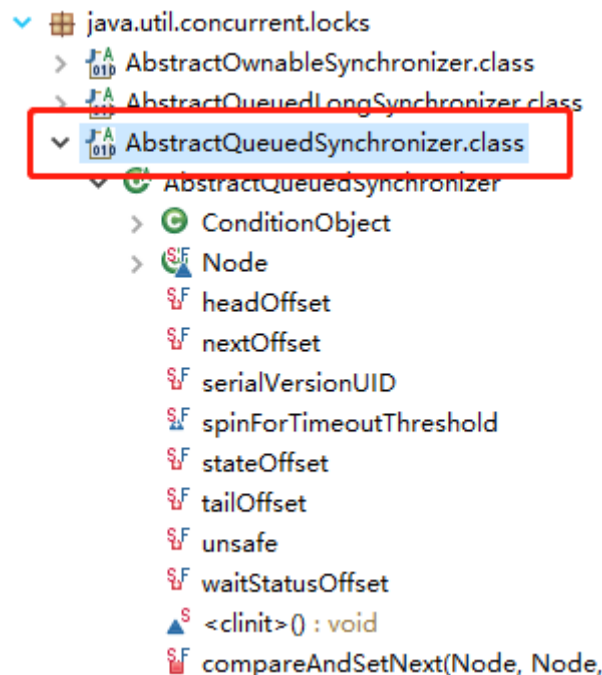 java.util.concurrent.locks
AbstractOwnableSynchronizer.class
AbstractQueuedLongSynchronizer.class
AbstractQueuedSynchronizer.class
AbstractQueuedSynchronizer
ConditionObject
Node
headOffset
nextOffset
serialVersionUID
spinForTimeoutThreshold
stateOffset
tailOffset
unsafe
waitStatusOffset
<clinit>() : void
compareAndSetNext(Node, Node,